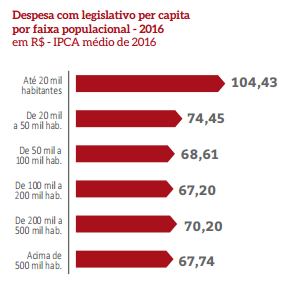 Despesa com legislativo per capita
por faixa populacional - 2016
em R$ - IPCA médio de 2016
Até 20 mil
habitantes
104,43
De 20 mil
a 50 mil hab.
74,45
De 50 mil a
100 mil hab.
68,61
De 100 mil a
200 mil hab.
67,20
De 200 mil a
500 mil hab.
70,20
Acima de
500 mil hab.
67,74